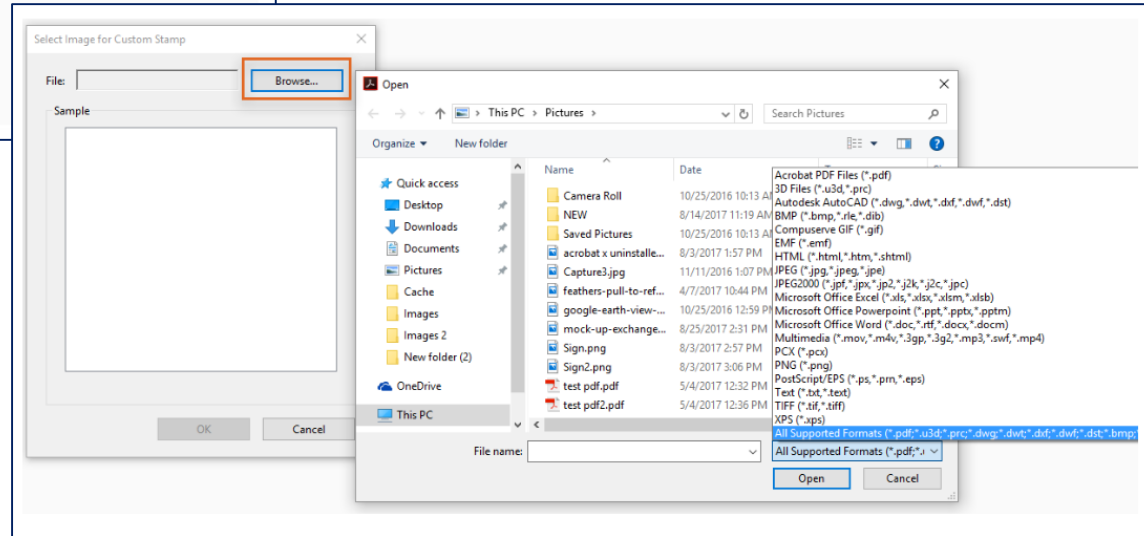 Select Image for Custom Stamp
File:
Browse...
Sample
OK
Cancel
Open
This PC > Pictures >
Search Pictures
Organize
New folder
Quick access
Desktop
Downloads
Documents
Pictures
Cache
Images
Images 2
New folder (2)
OneDrive
This PC
Name
Date
Camera Roll 10/25/2016 10:13 AM
NEW 8/14/2017 11:19 AM
Saved Pictures 10/25/2016 10:13 AM
acrobat x uninstalle... 8/3/2017 1:57 PM
Capture3.jpg 11/11/2016 1:07 PM
feathers-pull-to-ref... 4/7/2017 10:44 PM
google-earth-view-... 10/25/2016 12:59 PM
mock-up-exchange... 8/25/2017 2:31 PM
Sign.png 8/3/2017 2:57 PM
Sign2.png 8/3/2017 3:06 PM
test pdf.pdf 5/4/2017 12:32 PM
test pdf2.pdf 5/4/2017 12:36 PM
Acrobat PDF Files (*.pdf)
3D Files (*.u3d,*.prc)
Autodesk AutoCAD (*.dwg,*.dwt,*.dxf,*.dwf,*.dst)
BMP (*.bmp,*.rle,*.dib)
Compuserve GIF (*.gif)
EMF (*.emf)
HTML (*.html,*.htm,*.shtml)
JPEG (*.jpg,*.jpeg,*.jpe)
JPEG2000 (*.jpf,*.jpx,*.jp2,*.j2k,*.j2c,*.jpc)
Microsoft Office Excel (*.xls,*.xlsx,*.xlsm,*.xlsb)
Microsoft Office Powerpoint (*.ppt,*.pptx,*.pptm)
Microsoft Office Word (*.doc,*.rtf,*.docx,*.docm)
Multimedia (*.mov,*.m4v,*.3gp,*.3g2,*.mp3,*.swf,*.mp4)
PCX (*.pcx)
PNG (*.png)
PostScript/EPS (*.ps,*.prn,*.eps)
Text (*.txt,*.text)
TIFF (*.tif,*.tiff)
XPS (*.xps)
All Supported Formats (*.pdf;*.u3d;*.prc;*.dwg;*.dwt;*.dxf;*.dwf;*.dst;*.bmp;
File name:
All Supported Formats (*.pdf;*.
Open
Cancel